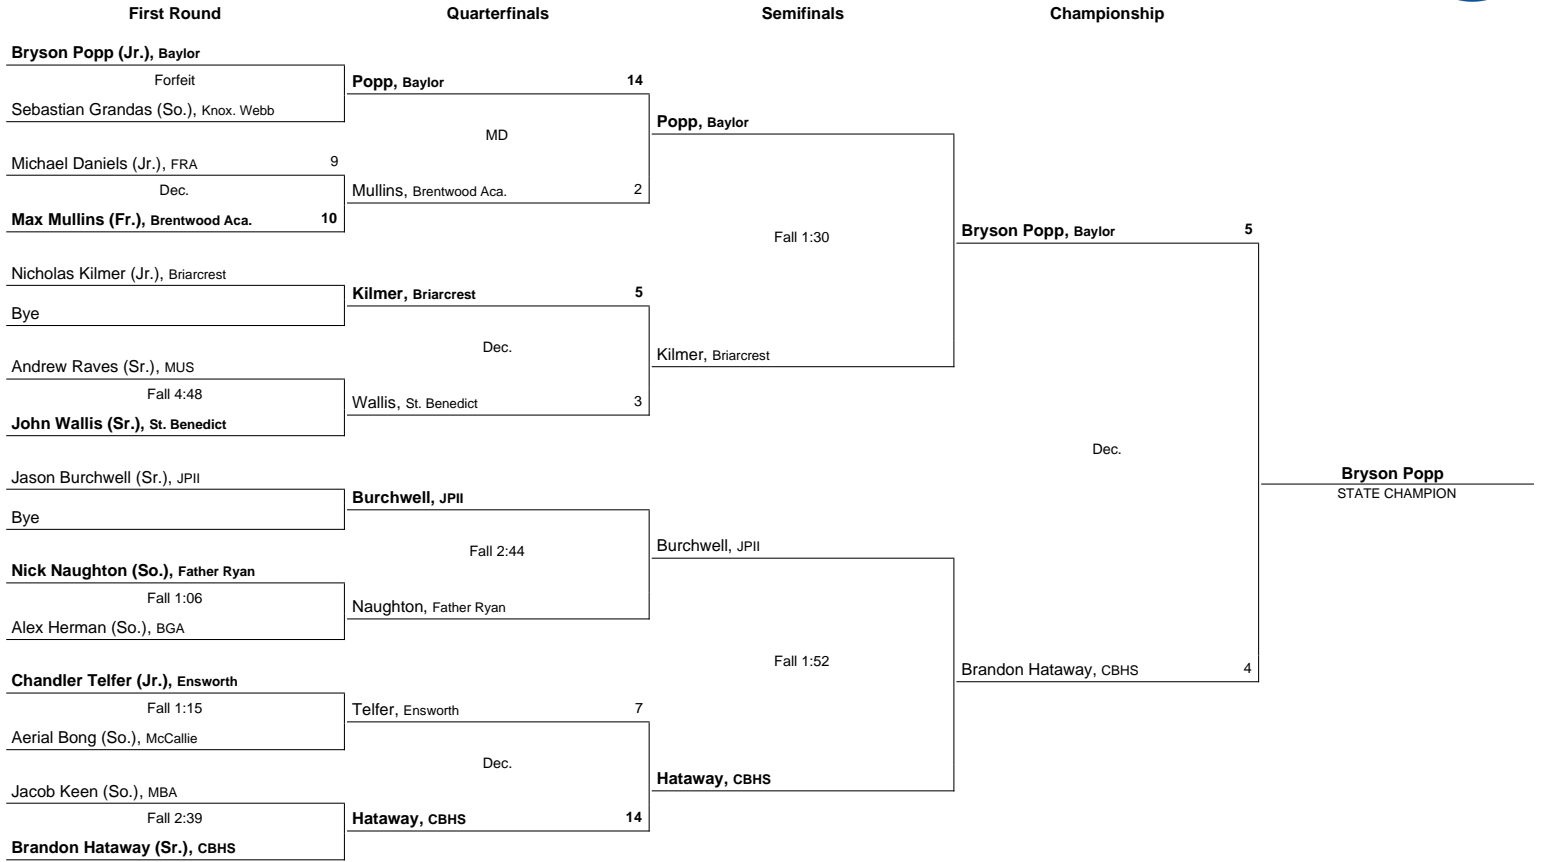 First Round Quarterfinals Semifinals Championship
Bryson Popp (Jr.), Baylor
Forfeit
Sebastian Grandas (So.), Knox. Webb
Michael Daniels (Jr.), FRA 9
Dec.
Max Mullins (Fr.), Brentwood Aca. 10
Nicholas Kilmer (Jr.), Briarcrest
Bye
Andrew Raves (Sr.), MUS
Fall 4:48
John Wallis (Sr.), St. Benedict
Jason Burchwell (Sr.), JPII
Bye
Nick Naughton (So.), Father Ryan
Fall 1:06
Alex Herman (So.), BGA
Chandler Telfer (Jr.), Ensworth
Fall 1:15
Aerial Bong (So.), McCallie
Jacob Keen (So.), MBA
Fall 2:39
Brandon Hataway (Sr.), CBHS
Popp, Baylor 14
MD
Mullins, Brentwood Aca. 2
Kilmer, Briarcrest 5
Dec.
Wallis, St. Benedict 3
Burchwell, JPII
Fall 2:44
Naughton, Father Ryan
Telfer, Ensworth 7
Dec.
Hataway, CBHS 14
Popp, Baylor
Fall 1:30
Kilmer, Briarcrest
Burchwell, JPII
Fall 1:52
Hataway, CBHS
Bryson Popp, Baylor 5
Dec.
Brandon Hataway, CBHS 4
Bryson Popp
STATE CHAMPION